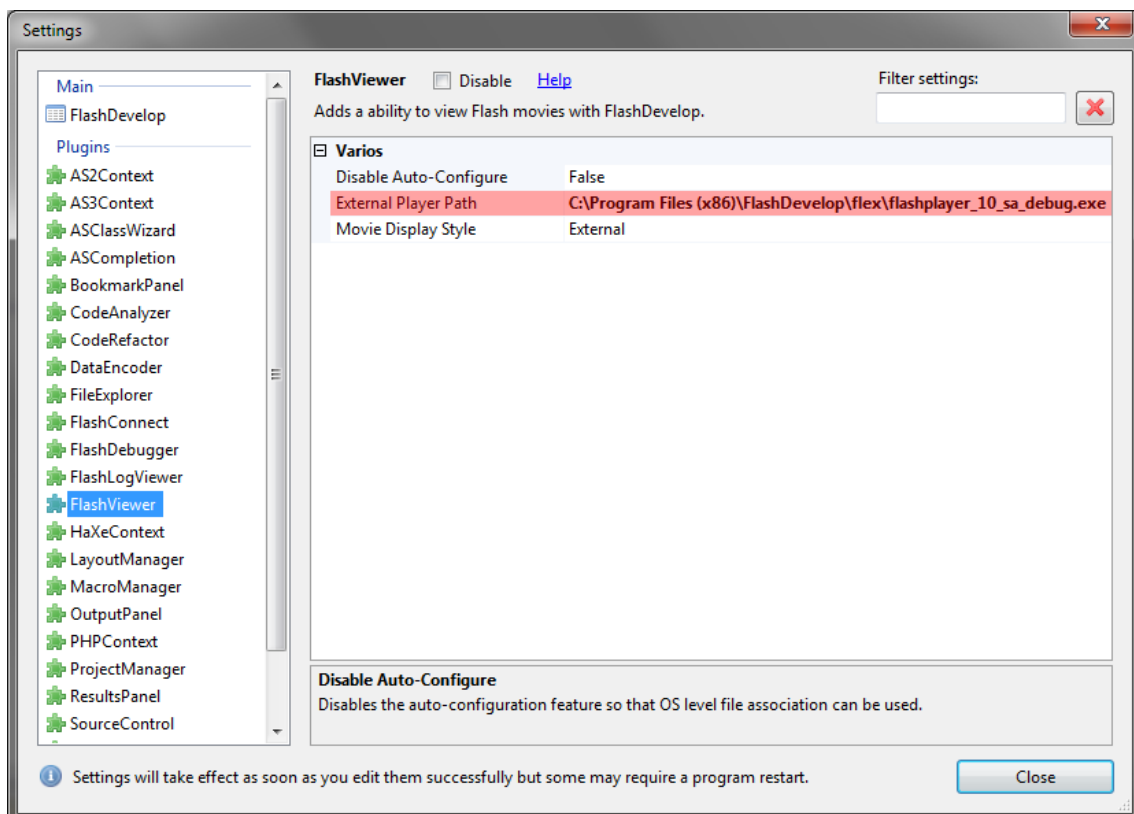 Settings
Main
FlashDevelop
Plugins
AS2Context
AS3Context
ASClassWizard
ASCompletion
BookmarkPanel
CodeAnalyzer
CodeRefactor
DataEncoder
FileExplorer
FlashConnect
FlashDebugger
FlashLogViewer
FlashViewer
HaXeContext
LayoutManager
MacroManager
OutputPanel
PHPContext
ProjectManager
ResultsPanel
SourceControl
FlashViewer Disable Help
Adds a ability to view Flash movies with FlashDevelop.
Filter settings:
Varios
Disable Auto-Configure False
External Player Path C:\Program Files (x86)\FlashDevelop\flex\flashplayer_10_sa_debug.exe
Movie Display Style External
Disable Auto-Configure
Disables the auto-configuration feature so that OS level file association can be used.
Settings will take effect as soon as you edit them successfully but some may require a program restart.
Close